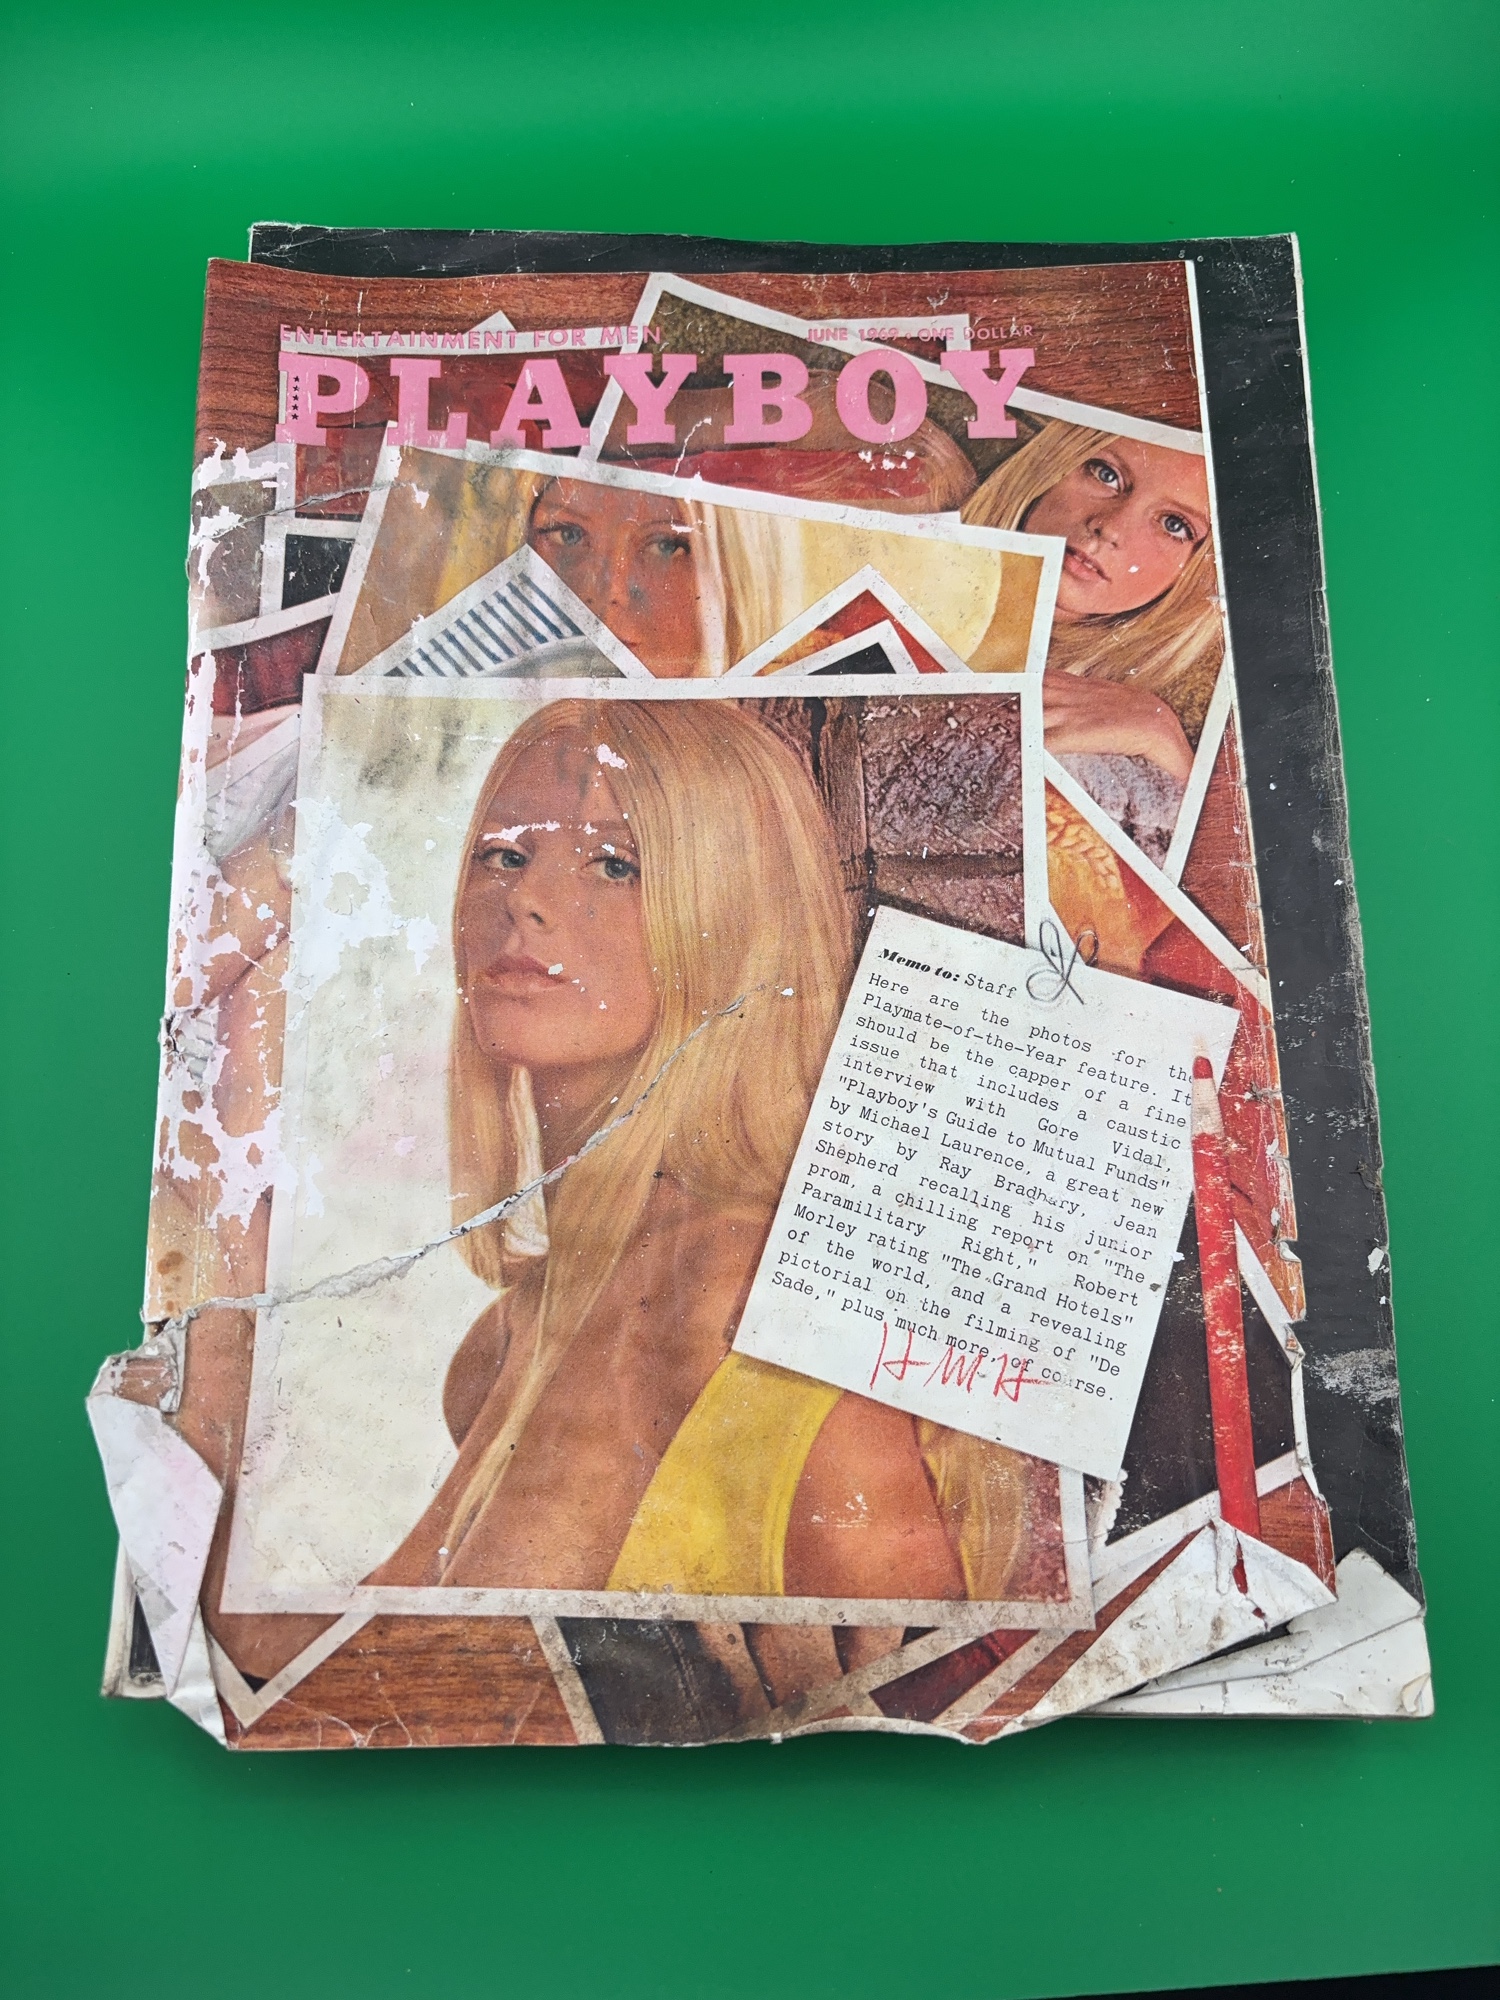 ENTERTAINMENT FOR MEN
JUNE 1969 • ONE DOLLAR
PLAYBOY
Memo to: Staff
Here are the photos for the
Playmate-of-the-Year feature. It
should be the capper of a fine
issue that includes a caustic
interview with Gore Vidal,
"Playboy's Guide to Mutual Funds"
by Michael Laurence, a great new
story by Ray Bradbury, Jean
Shepherd recalling his junior
prom, a chilling report on "The
Paramilitary Right," Robert
Morley rating "The Grand Hotels"
of the world, and a revealing
pictorial on the filming of "De
Sade," plus much more, of course.
HMH